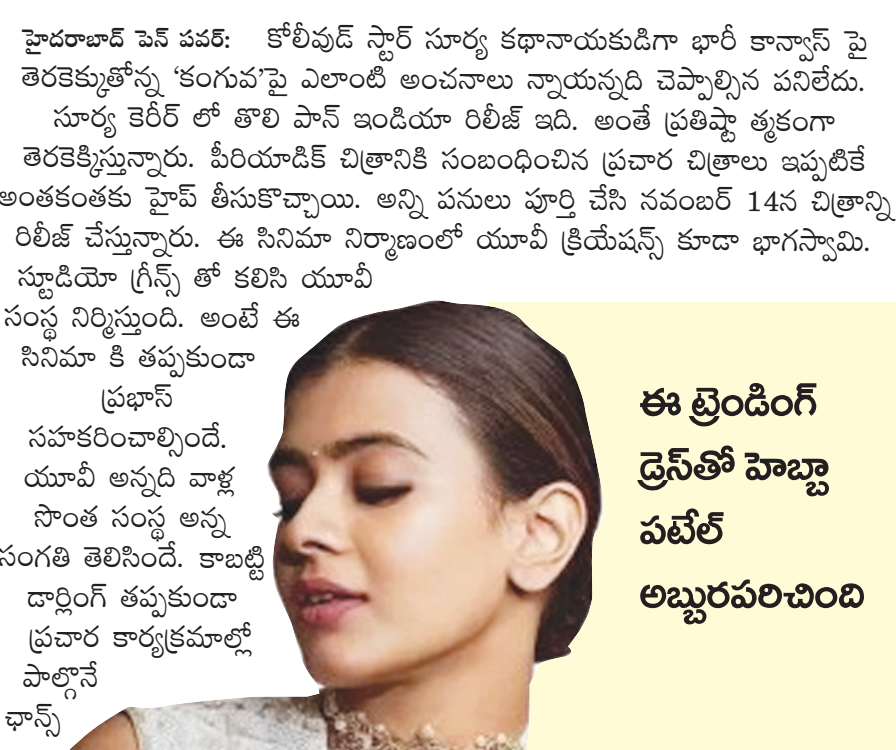 హైదరాబాద్ పెన్ పవర్: కోలీవుడ్ స్టార్ సూర్య కథానాయకుడిగా భారీ కాన్వాస్ పై
తెరకెక్కుతోన్న ‘కంగువ’పై ఎలాంటి అంచనాలు న్నాయన్నది చెప్పాల్సిన పనిలేదు.
సూర్య కెరీర్ లో తొలి పాన్ ఇండియా రిలీజ్ ఇది. అంతే ప్రతిష్టా త్మకంగా
తెరకెక్కిస్తున్నారు. పీరియాడిక్ చిత్రానికి సంబంధించిన ప్రచార చిత్రాలు ఇప్పటికే
అంతకంతకు హైప్ తీసుకొచ్చాయి. అన్ని పనులు పూర్తి చేసి నవంబర్ 14న చిత్రాన్ని
రిలీజ్ చేస్తున్నారు. ఈ సినిమా నిర్మాణంలో యూవీ క్రియేషన్స్ కూడా భాగస్వామి.
స్టూడియో గ్రీన్స్ తో కలిసి యూవీ
సంస్థ నిర్మిస్తుంది. అంటే ఈ
సినిమా కి తప్పకుండా
ప్రభాస్
సహకరించాల్సిందే.
యూవీ అన్నది వాళ్ల
సొంత సంస్థ అన్న
సంగతి తెలిసిందే. కాబట్టి
డార్లింగ్ తప్పకుండా
ప్రచార కార్యక్రమాల్లో
పాల్గొనే
ఛాన్స్
ఈ ట్రెండింగ్
డ్రెస్‌తో హెబ్బా
పటేల్
అబ్బురపరిచింది